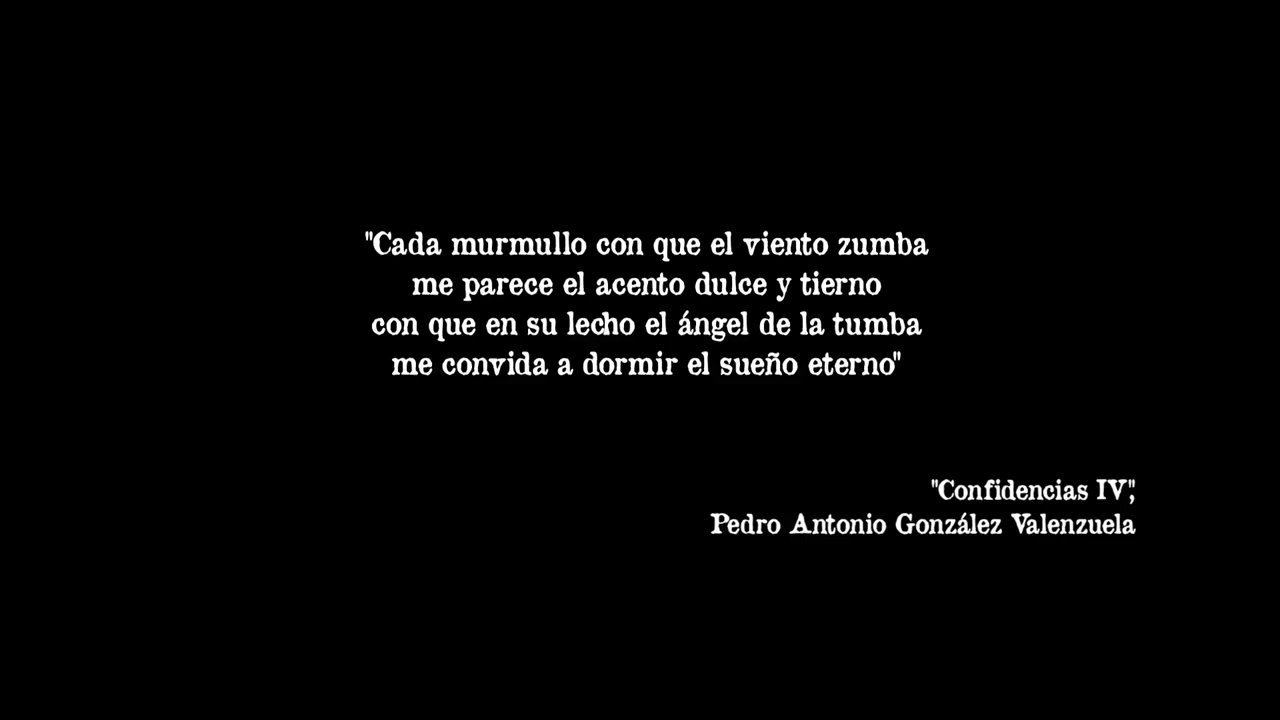 "Cada murmullo con que el viento zumba
me parece el acento dulce y tierno
con que en su lecho el ángel de la tumba
me convida a dormir el sueño eterno"
"Confidencias IV",
Pedro Antonio González Valenzuela